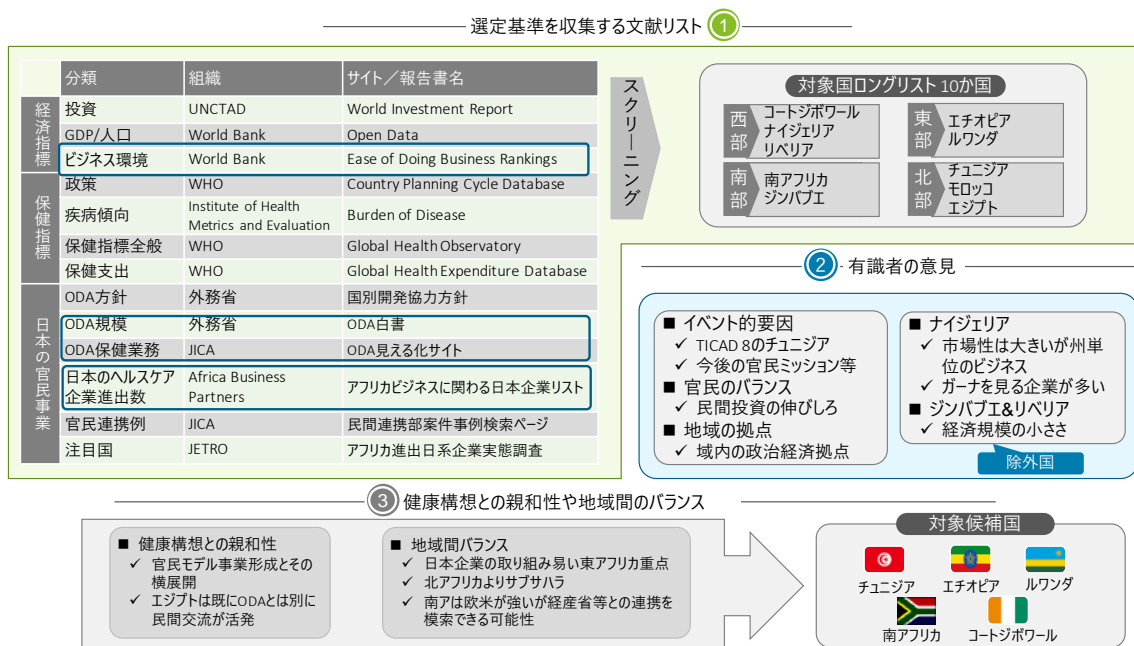 選定基準を収集する文献リスト 1
分類 組織 サイト／報告書名
経済指標
投資 UNCTAD World Investment Report
GDP/人口 World Bank Open Data
ビジネス環境 World Bank Ease of Doing Business Rankings
保健指標
政策 WHO Country Planning Cycle Database
疾病傾向 Institute of Health Metrics and Evaluation Burden of Disease
保健指標全般 WHO Global Health Observatory
保健支出 WHO Global Health Expenditure Database
日本の官民事業
ODA方針 外務省 国別開発協力方針
ODA規模 外務省 ODA白書
ODA保健業務 JICA ODA見える化サイト
日本のヘルスケア企業進出数 Africa Business Partners アフリカビジネスに関わる日本企業リスト
官民連携例 JICA 民間連携部案件事例検索ページ
注目国 JETRO アフリカ進出日系企業実態調査
スクリーニング
対象国ロングリスト 10か国
西部
コートジボワール
ナイジェリア
リベリア
東部
エチオピア
ルワンダ
南部
南アフリカ
ジンバブエ
北部
チュニジア
モロッコ
エジプト
2 有識者の意見
■ イベント的要因
✓ TICAD 8のチュニジア
✓ 今後の官民ミッション等
■ 官民のバランス
✓ 民間投資の伸びしろ
■ 地域の拠点
✓ 域内の政治経済拠点
■ ナイジェリア
✓ 市場性は大きいが州単
位のビジネス
✓ ガーナを見る企業が多い
■ ジンバブエ&リベリア
✓ 経済規模の小ささ
除外国
3 健康構想との親和性や地域間のバランス
■ 健康構想との親和性
✓ 官民モデル事業形成とその
横展開
✓ エジプトは既にODAとは別に
民間交流が活発
■ 地域間バランス
✓ 日本企業の取り組み易い東アフリカ重点
✓ 北アフリカよりサブサハラ
✓ 南アは欧米が強いが経産省等との連携を
模索できる可能性
対象候補国
チュニジア エチオピア ルワンダ
南アフリカ コートジボワール